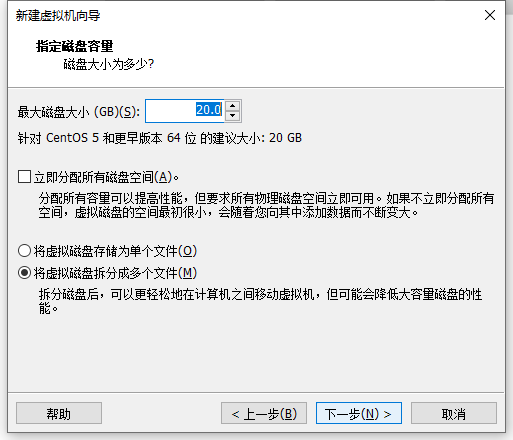 新建虚拟机向导
指定磁盘容量
磁盘大小为多少?
最大磁盘大小 (GB)(S): 20.0
针对 CentOS 5 和更早版本 64 位 的建议大小: 20 GB
立即分配所有磁盘空间(A)。
分配所有容量可以提高性能，但要求所有物理磁盘空间立即可用。如果不立即分配所有
空间，虚拟磁盘的空间最初很小，会随着您向其中添加数据而不断变大。
将虚拟磁盘存储为单个文件(O)
将虚拟磁盘拆分成多个文件(M)
拆分磁盘后，可以更轻松地在计算机之间移动虚拟机，但可能会降低大容量磁盘的性
能。
帮助 < 上一步(B) 下一步(N) > 取消